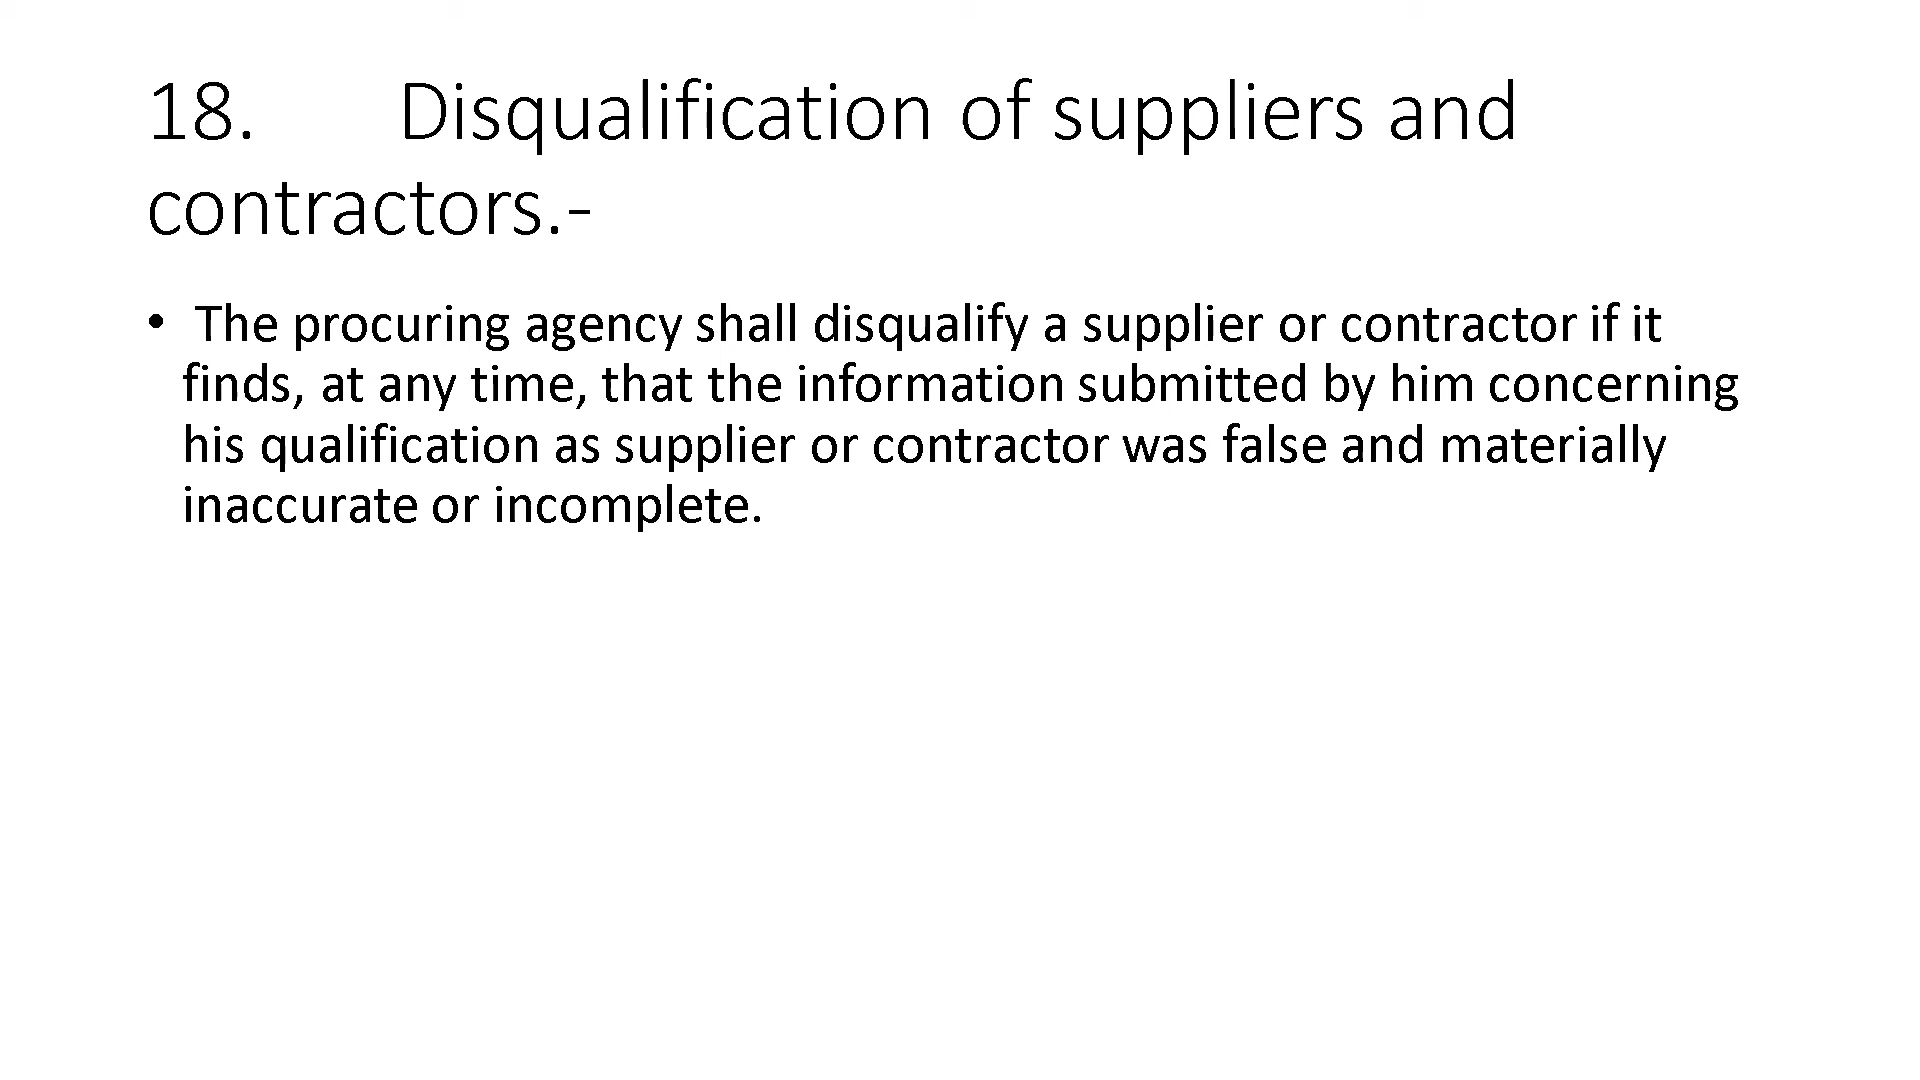 18. Disqualification of suppliers and
contractors.-
• The procuring agency shall disqualify a supplier or contractor if it
finds, at any time, that the information submitted by him concerning
his qualification as supplier or contractor was false and materially
inaccurate or incomplete.